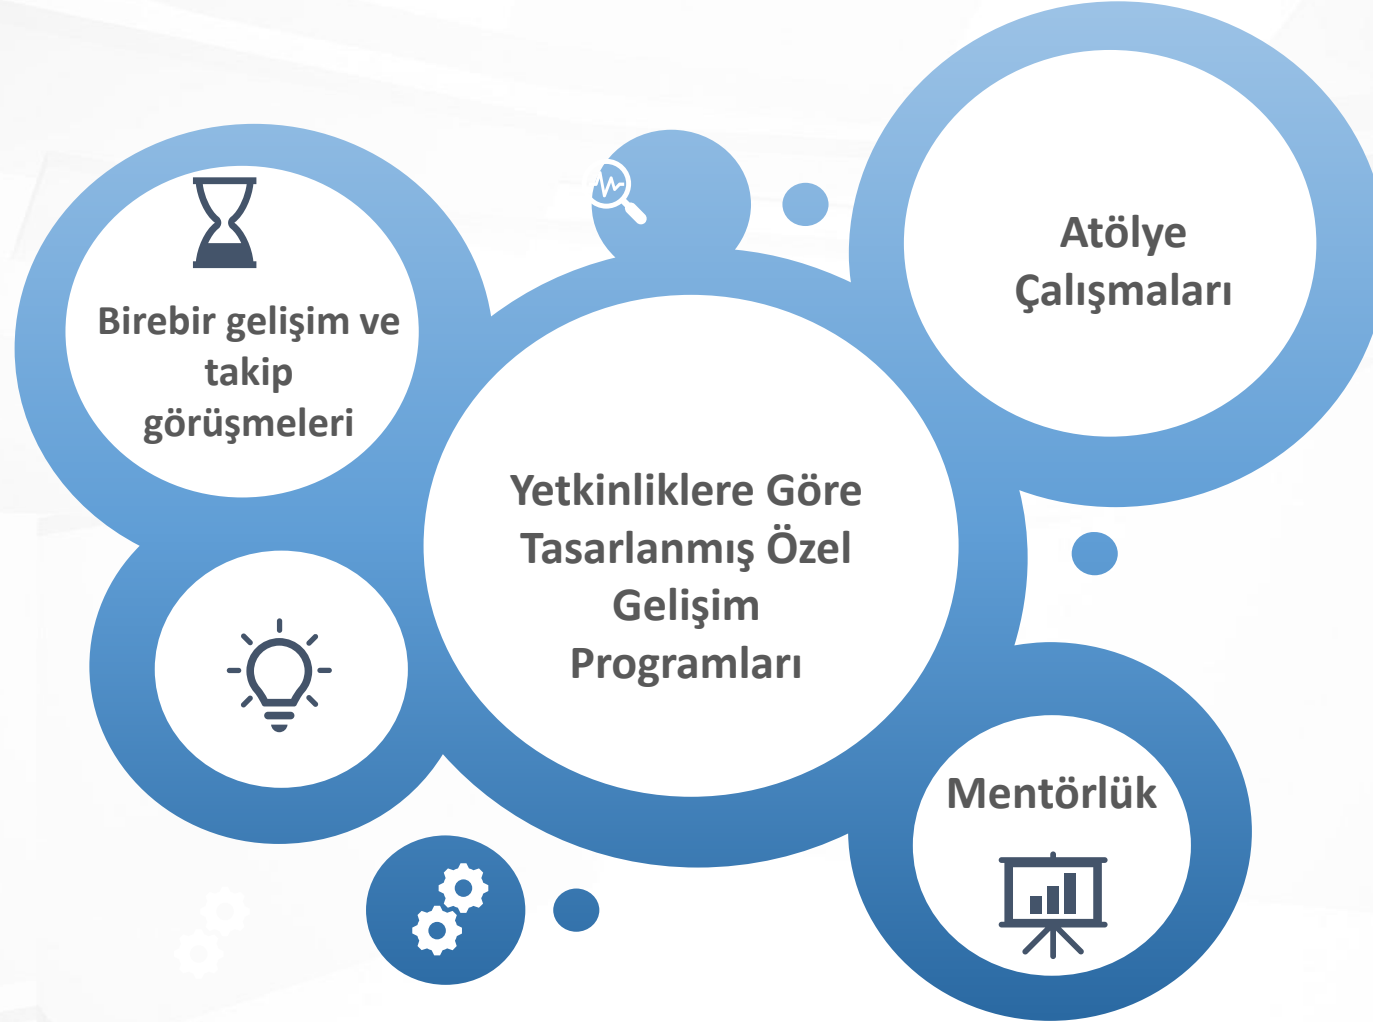 Birebir gelişim ve
takip
görüşmeleri
Atölye
Çalışmaları
Yetkinliklere Göre
Tasarlanmış Özel
Gelişim
Programları
Mentörlük